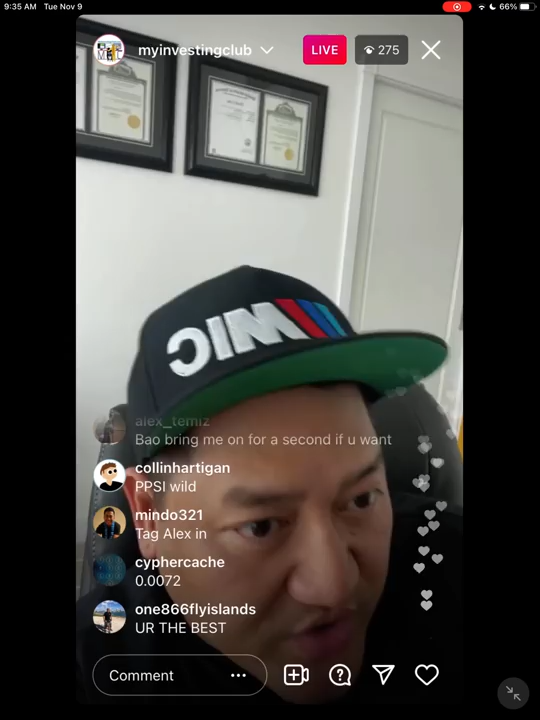 9:35 AM Tue Nov 9
66%
myinvestingclub
LIVE
275
MIC
alex_temiz
Bao bring me on for a second if u want
collinhartigan
PPSI wild
mindo321
Tag Alex in
cyphercache
0.0072
one866flyislands
UR THE BEST
Comment